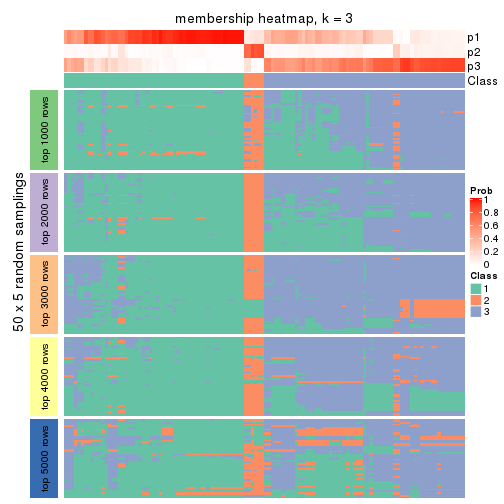 membership heatmap, k = 3
p1
p2
p3
Class
50 x 5 random samplings
top 1000 rows
top 2000 rows
top 3000 rows
top 4000 rows
top 5000 rows
Prob
1
0.8
0.6
0.4
0.2
0
Class
1
2
3